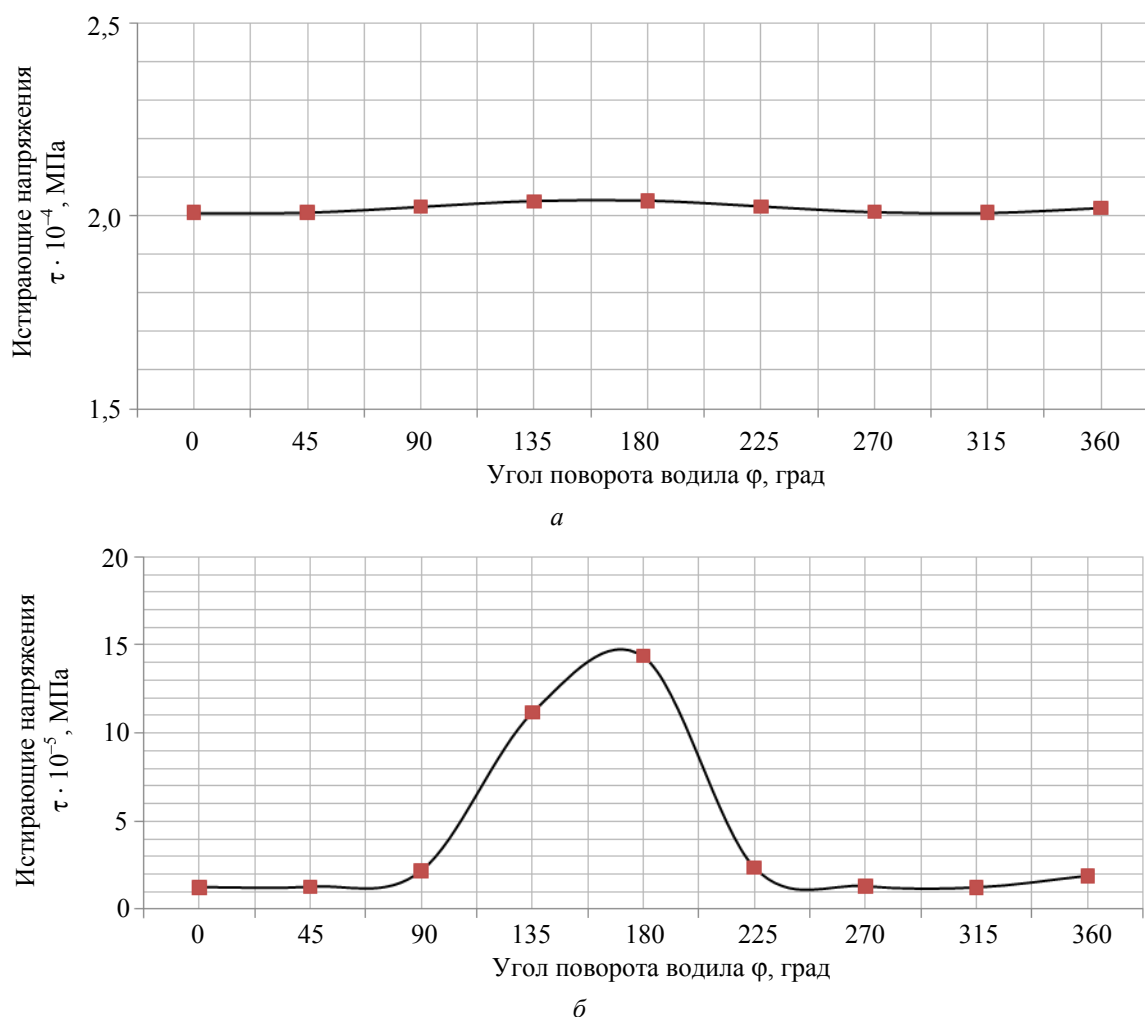 Истирающие напряжения
τ · 10⁻⁴, МПа
2,5
2,0
1,5
0 45 90 135 180 225 270 315 360
Угол поворота водила φ, град
а
Истирающие напряжения
τ · 10⁻⁵, МПа
20
15
10
5
0
0 45 90 135 180 225 270 315 360
Угол поворота водила φ, град
б